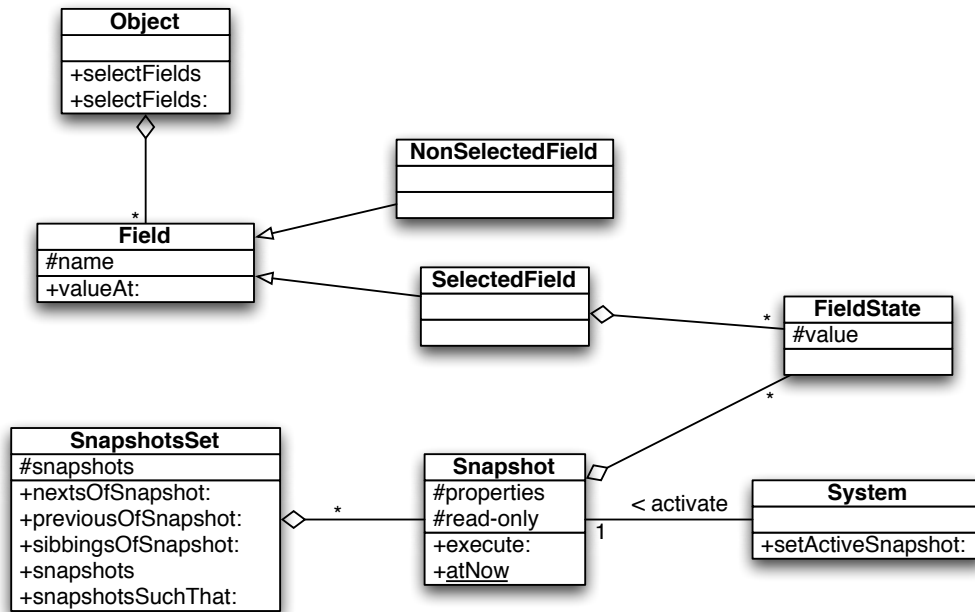 Object
+selectFields
+selectFields:
*
NonSelectedField
Field
#name
+valueAt:
SelectedField
*
FieldState
#value
*
SnapshotsSet
#snapshots
+nextsOfSnapshot:
+previousOfSnapshot:
+sibbingsOfSnapshot:
+snapshots
+snapshotsSuchThat:
*
Snapshot
#properties
#read-only
+execute:
+atNow
< activate
1
System
+setActiveSnapshot: